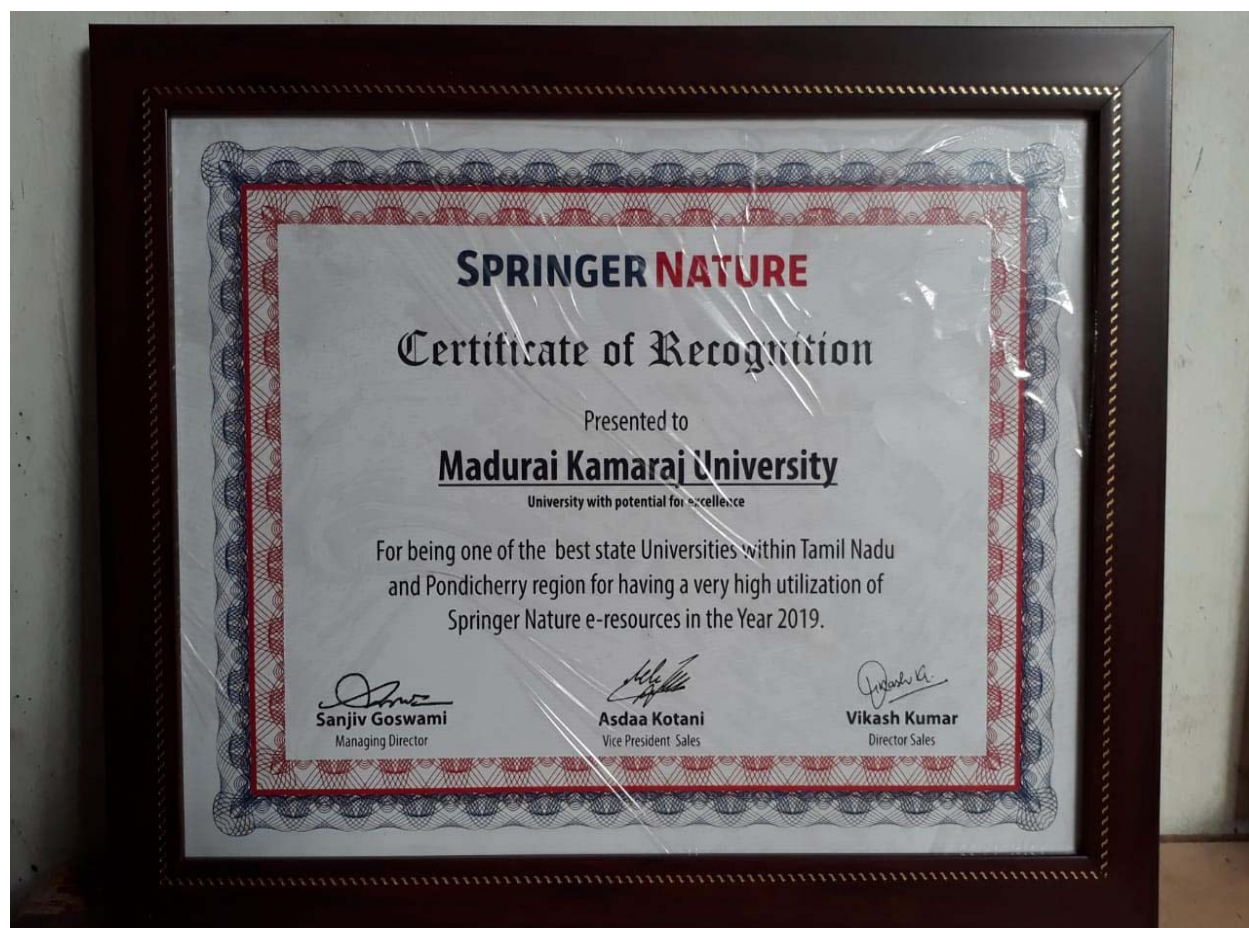 SPRINGER NATURE
Certificate of Recognition
Presented to
Madurai Kamaraj University
University with potential for excellence
For being one of the best state Universities within Tamil Nadu
and Pondicherry region for having a very high utilization of
Springer Nature e-resources in the Year 2019.
Sanjiv Goswami
Managing Director
Asdaa Kotani
Vice President Sales
Vikash Kr.
Vikash Kumar
Director Sales